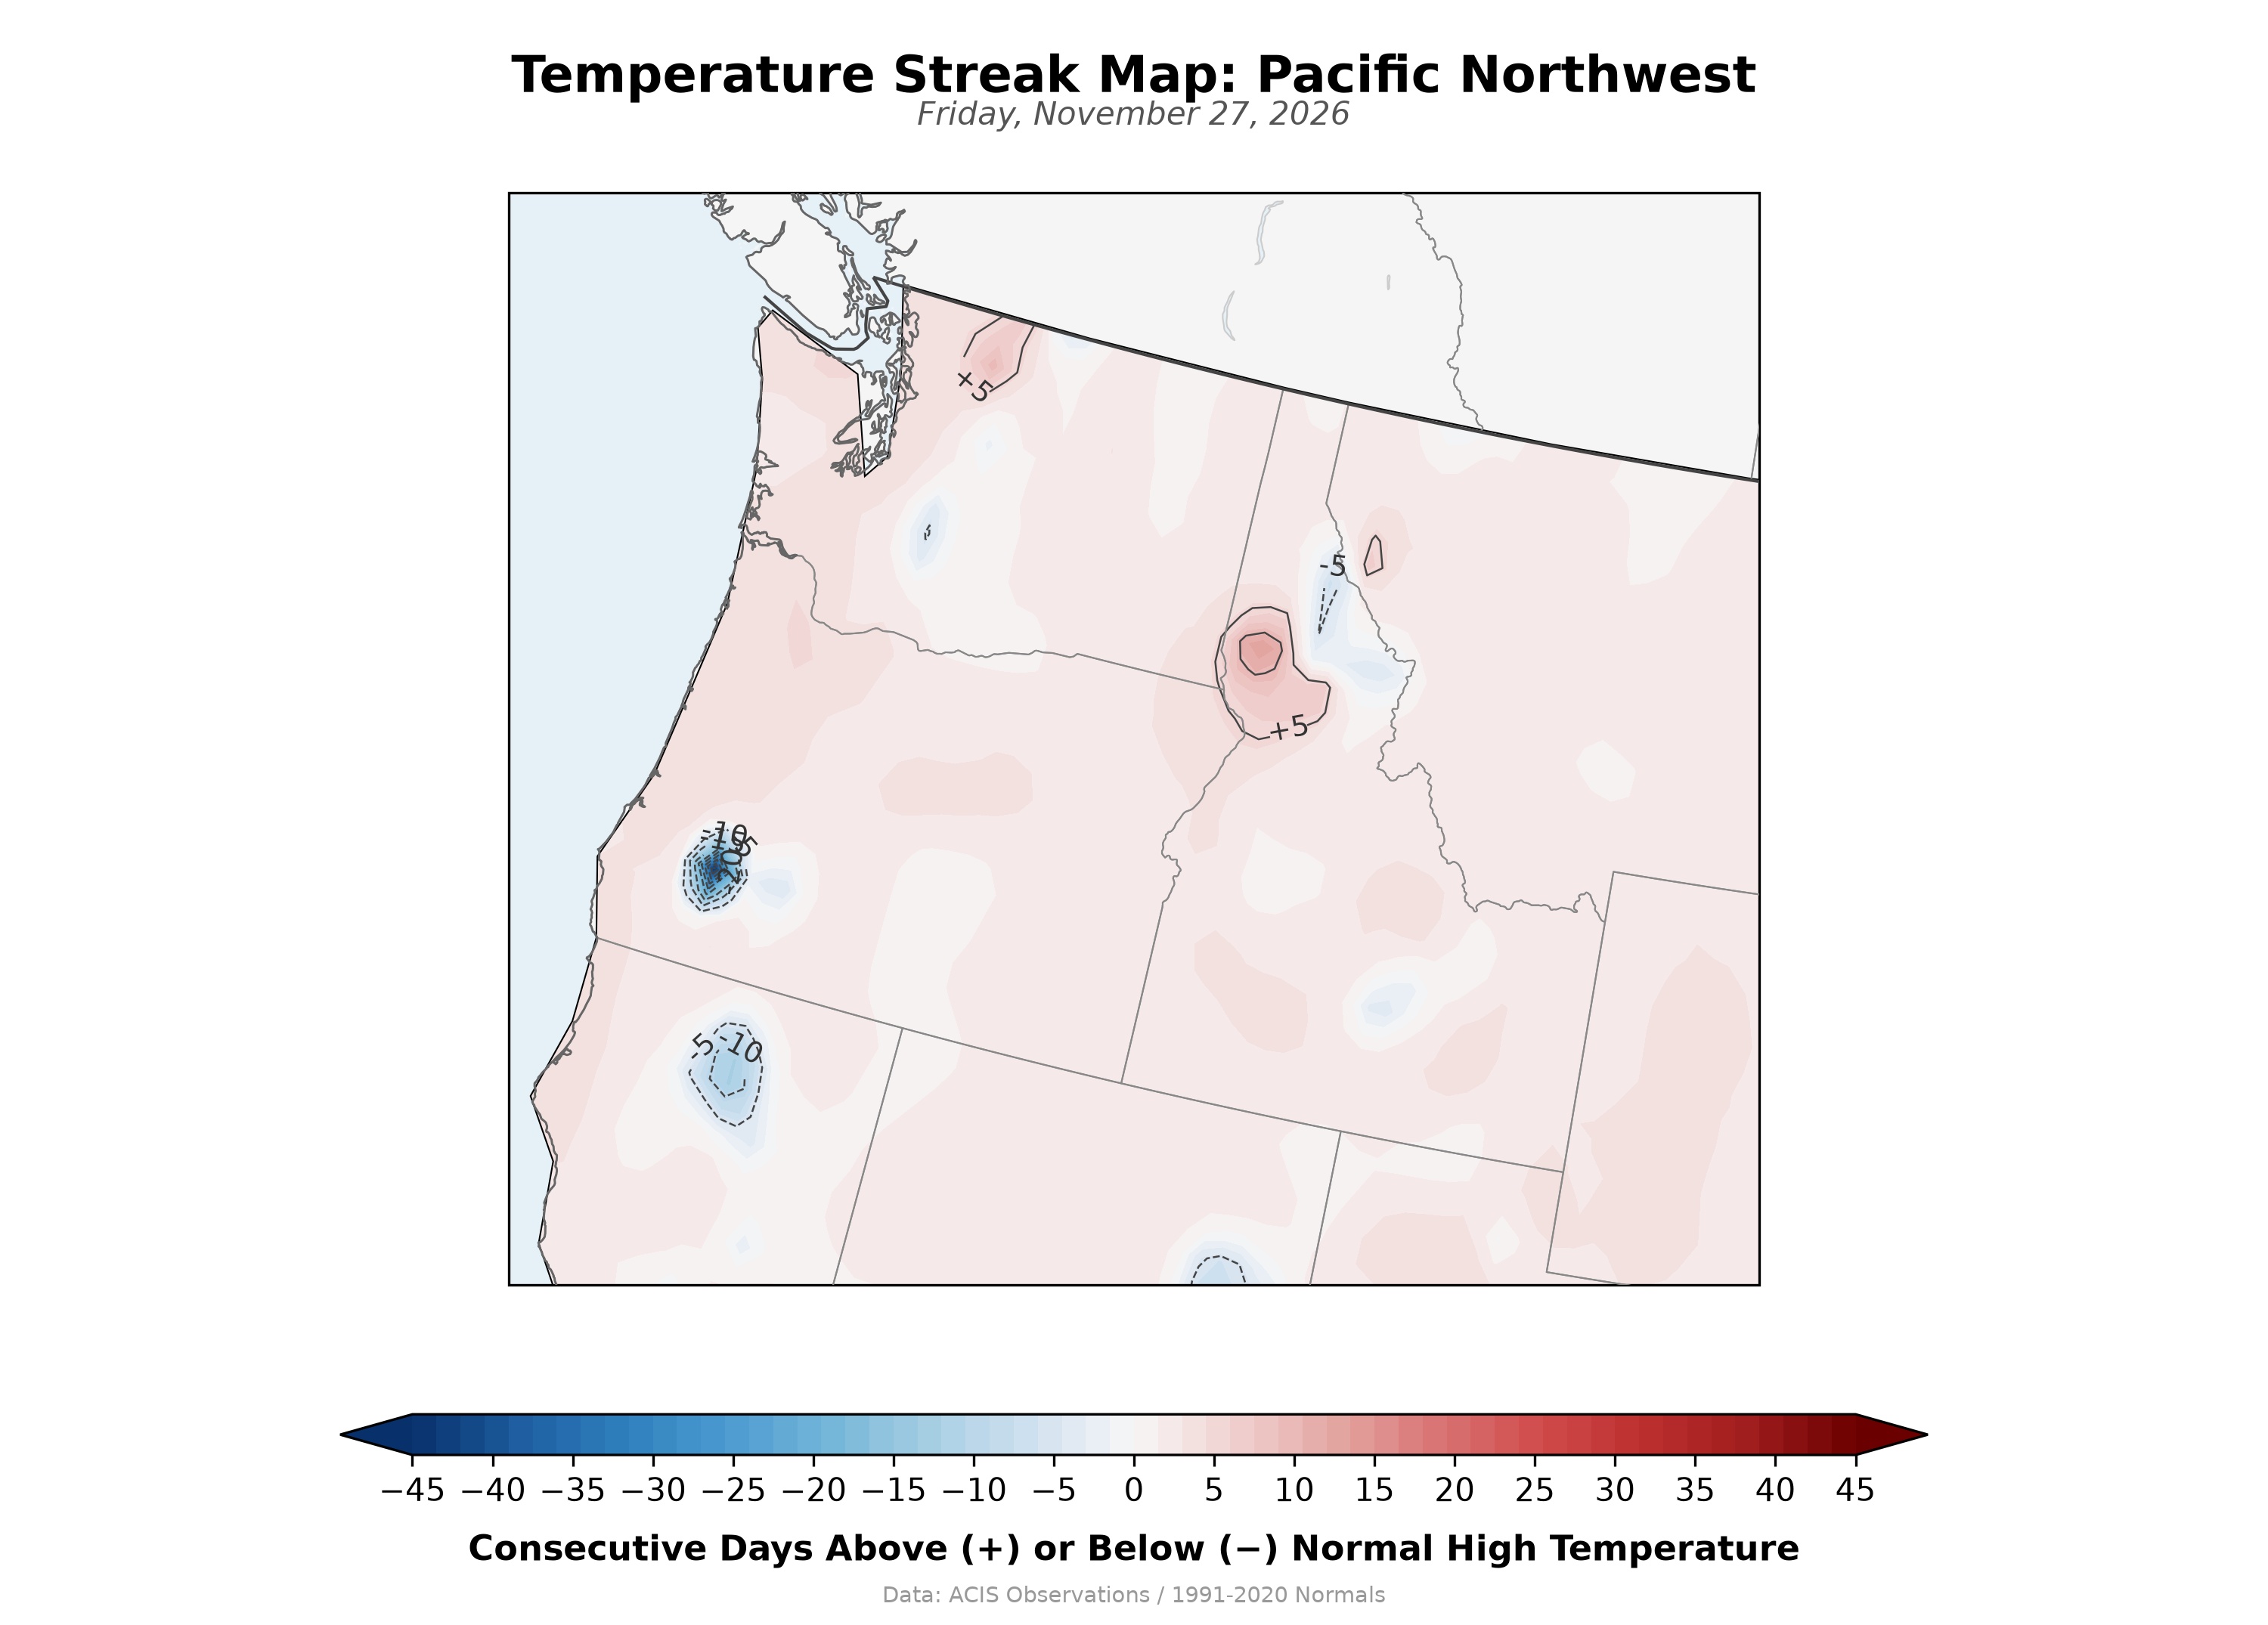 Temperature Streak Map: Pacific Northwest
Friday, November 27, 2026
+5
-5
+5
-10
-5
-10
−45 −40 −35 −30 −25 −20 −15 −10 −5 0 5 10 15 20 25 30 35 40 45
Consecutive Days Above (+) or Below (−) Normal High Temperature
Data: ACIS Observations / 1991-2020 Normals